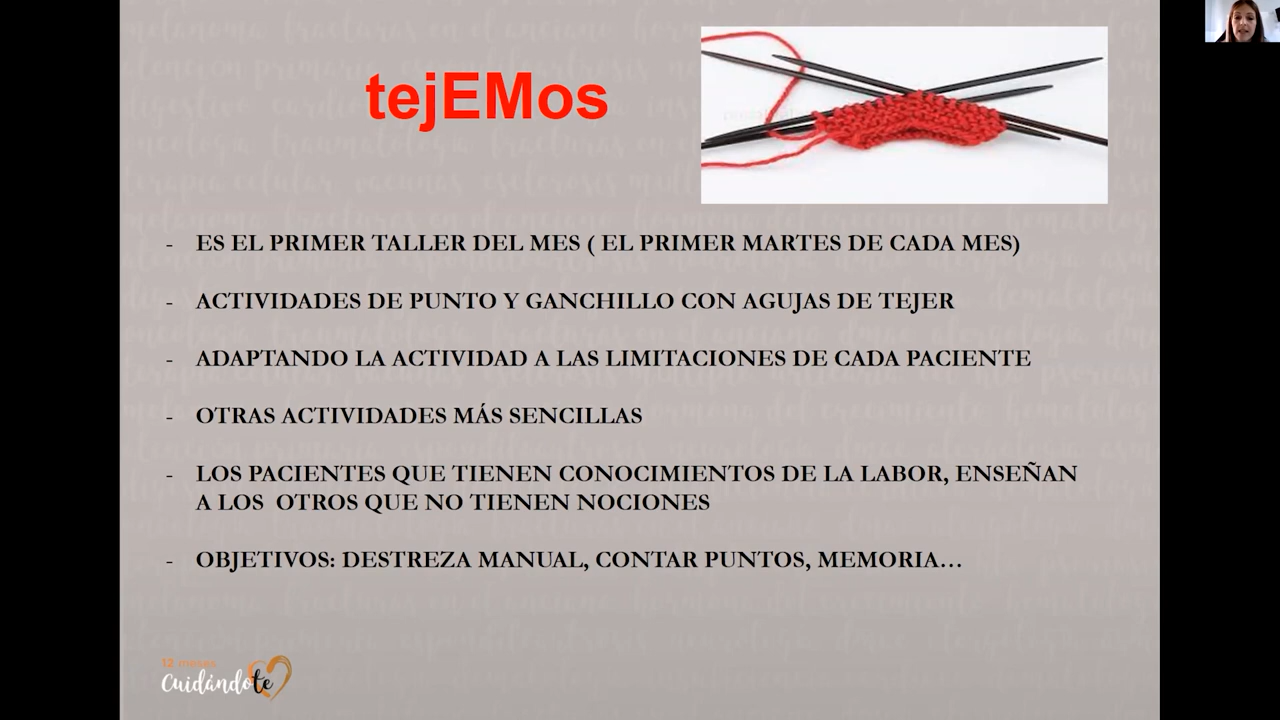 tejEMos
- ES EL PRIMER TALLER DEL MES ( EL PRIMER MARTES DE CADA MES)
- ACTIVIDADES DE PUNTO Y GANCHILLO CON AGUJAS DE TEJER
- ADAPTANDO LA ACTIVIDAD A LAS LIMITACIONES DE CADA PACIENTE
- OTRAS ACTIVIDADES MÁS SENCILLAS
- LOS PACIENTES QUE TIENEN CONOCIMIENTOS DE LA LABOR, ENSEÑAN
A LOS OTROS QUE NO TIENEN NOCIONES
- OBJETIVOS: DESTREZA MANUAL, CONTAR PUNTOS, MEMORIA...
12 meses
Cuidándote